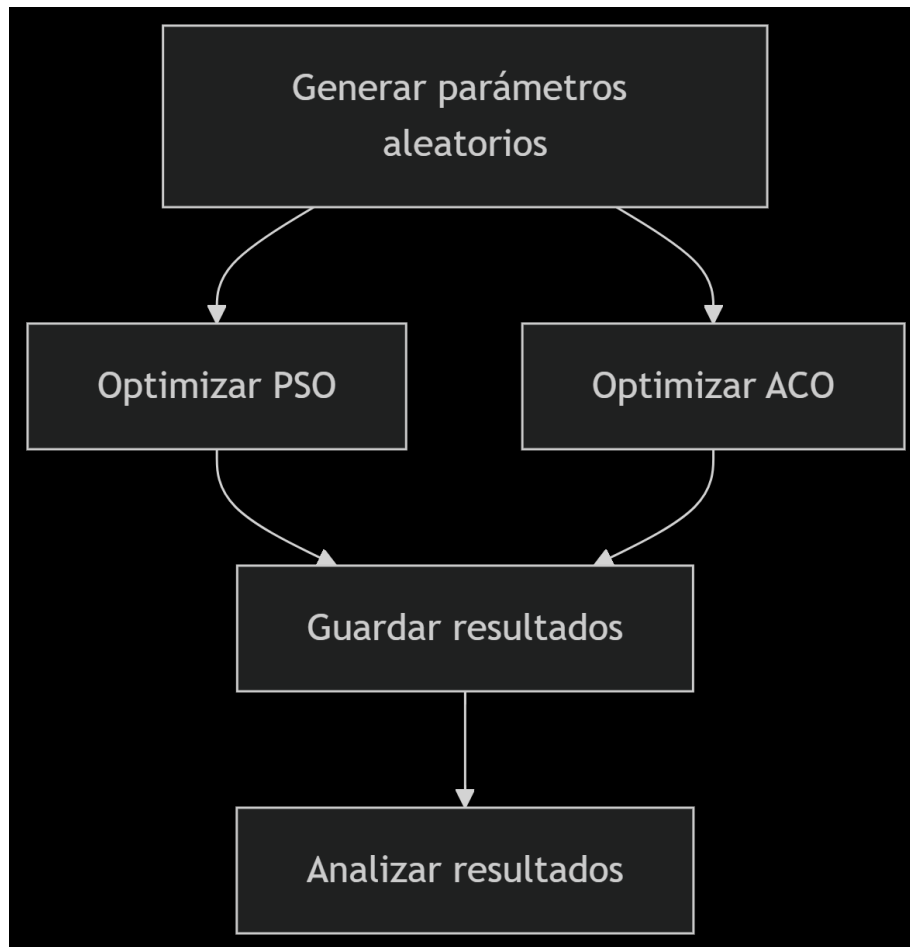 Generar parámetros
aleatorios
Optimizar PSO
Optimizar ACO
Guardar resultados
Analizar resultados